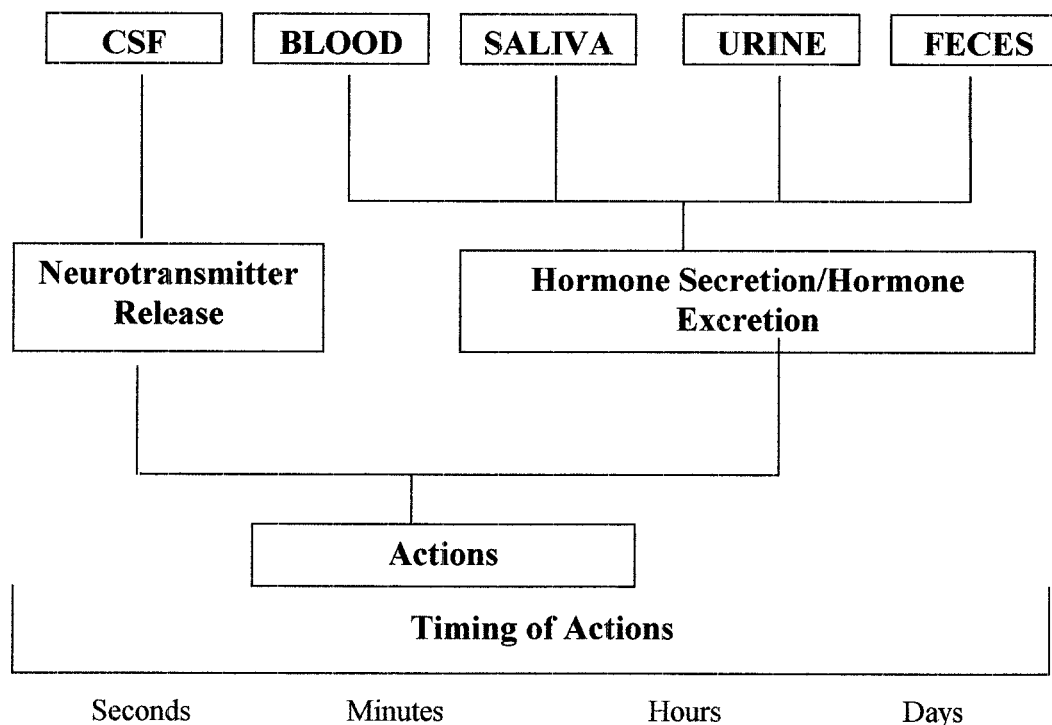 CSF BLOOD SALIVA URINE FECES
Neurotransmitter
Release
Hormone Secretion/Hormone
Excretion
Actions
Timing of Actions
Seconds Minutes Hours Days